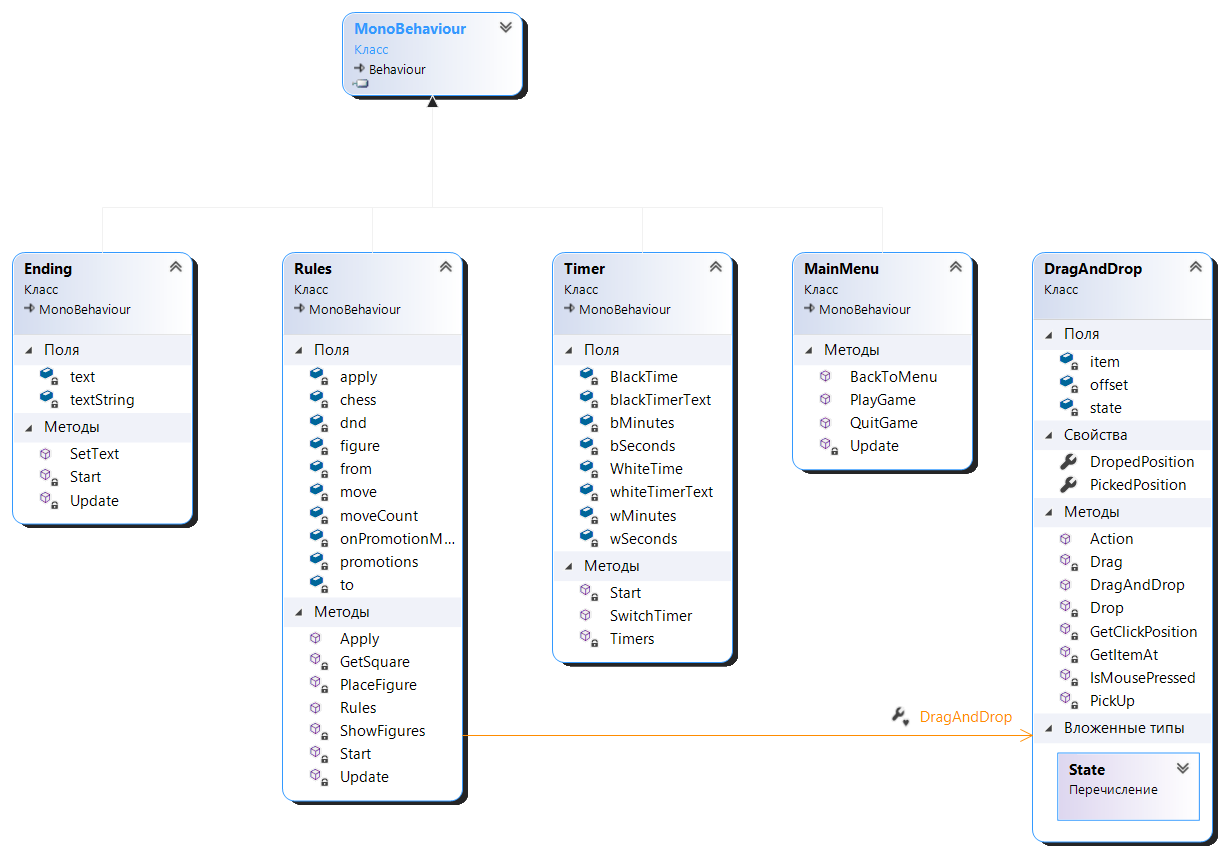 MonoBehaviour
Класс
Behaviour
Ending
Класс
MonoBehaviour
Поля
text
textString
Методы
SetText
Start
Update
Rules
Класс
MonoBehaviour
Поля
apply
chess
dnd
figure
from
move
moveCount
onPromotionM...
promotions
to
Методы
Apply
GetSquare
PlaceFigure
Rules
ShowFigures
Start
Update
Timer
Класс
MonoBehaviour
Поля
BlackTime
blackTimerText
bMinutes
bSeconds
WhiteTime
whiteTimerText
wMinutes
wSeconds
Методы
Start
SwitchTimer
Timers
MainMenu
Класс
MonoBehaviour
Методы
BackToMenu
PlayGame
QuitGame
Update
DragAndDrop
DragAndDrop
Класс
Поля
item
offset
state
Свойства
DropedPosition
PickedPosition
Методы
Action
Drag
DragAndDrop
Drop
GetClickPosition
GetItemAt
IsMousePressed
PickUp
Вложенные типы
State
Перечисление